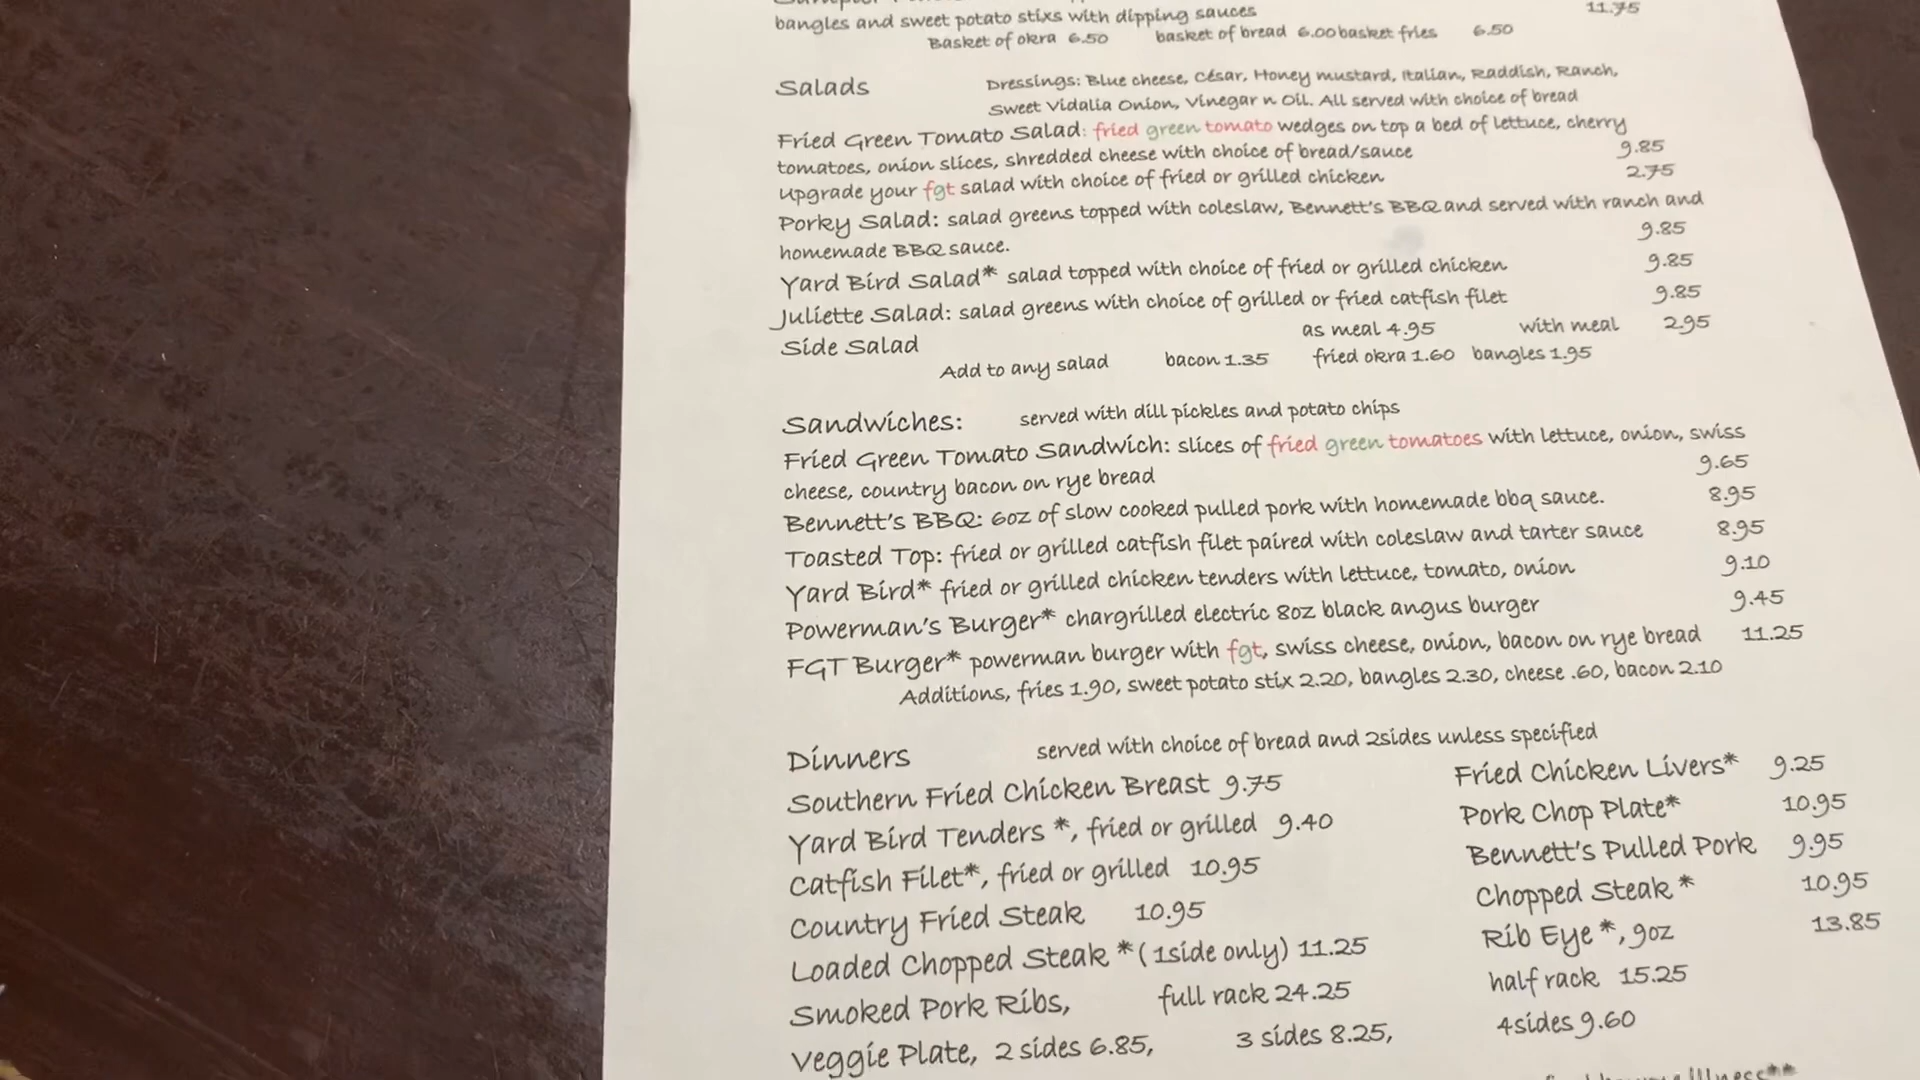 bangles and sweet potato stixs with dipping sauces 11.75
Basket of okra 6.50 basket of bread 6.00 basket fries 6.50
Salads Dressings: Blue cheese, César, Honey mustard, Italian, Raddish, Ranch,
Sweet Vidalia Onion, Vinegar n Oil. All served with choice of bread
Fried Green Tomato Salad: fried green tomato wedges on top a bed of lettuce, cherry
tomatoes, onion slices, shredded cheese with choice of bread/sauce 9.85
upgrade your fgt salad with choice of fried or grilled chicken 2.75
Porky Salad: salad greens topped with coleslaw, Bennett's BBQ and served with ranch and
homemade BBQ sauce. 9.85
Yard Bird Salad* salad topped with choice of fried or grilled chicken 9.85
Juliette Salad: salad greens with choice of grilled or fried catfish filet 9.85
Side Salad as meal 4.95 with meal 2.95
Add to any salad bacon 1.35 fried okra 1.60 bangles 1.95
Sandwiches: served with dill pickles and potato chips
Fried Green Tomato Sandwich: slices of fried green tomatoes with lettuce, onion, swiss
cheese, country bacon on rye bread 9.65
Bennett's BBQ: 6oz of slow cooked pulled pork with homemade bbq sauce. 8.95
Toasted Top: fried or grilled catfish filet paired with coleslaw and tarter sauce 8.95
Yard Bird* fried or grilled chicken tenders with lettuce, tomato, onion 9.10
Powerman's Burger* chargrilled electric 8oz black angus burger 9.45
FGT Burger* powerman burger with fgt, swiss cheese, onion, bacon on rye bread 11.25
Additions, fries 1.90, sweet potato stix 2.20, bangles 2.30, cheese .60, bacon 2.10
Dinners served with choice of bread and 2sides unless specified
Southern Fried Chicken Breast 9.75 Fried Chicken Livers* 9.25
Yard Bird Tenders *, fried or grilled 9.40 Pork Chop Plate* 10.95
Catfish Filet*, fried or grilled 10.95 Bennett's Pulled Pork 9.95
Country Fried Steak 10.95 Chopped Steak * 10.95
Loaded Chopped Steak * (1side only) 11.25 Rib Eye *, 9oz 13.85
Smoked Pork Ribs, full rack 24.25 half rack 15.25
Veggie Plate, 2 sides 6.85, 3 sides 8.25, 4sides 9.60